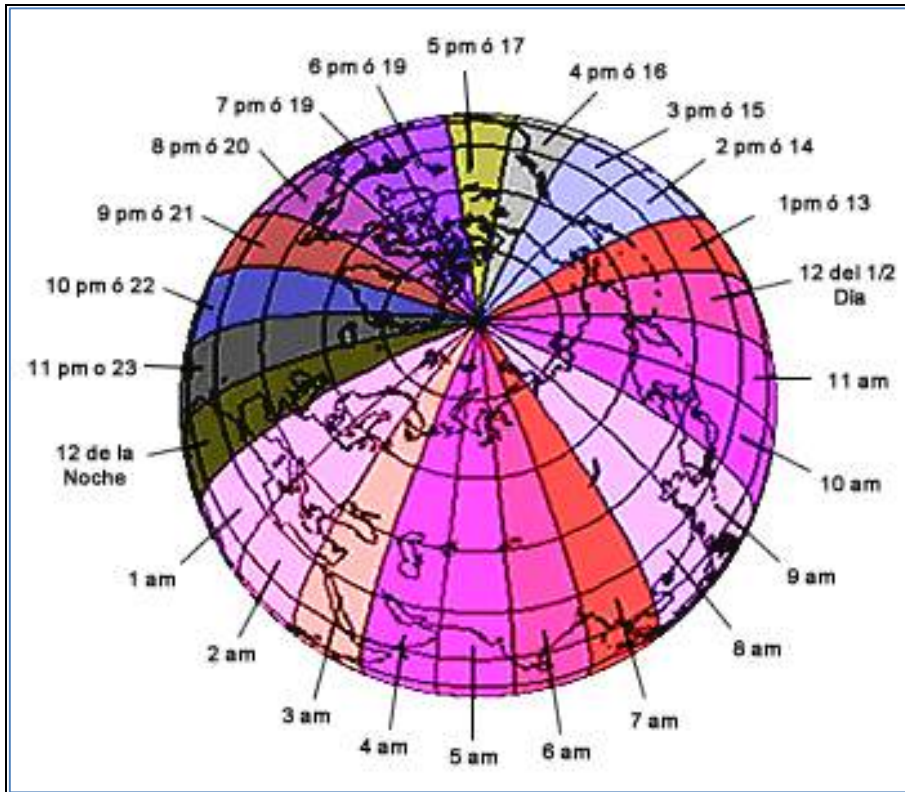 5 pm ó 17
6 pm ó 19
4 pm ó 16
7 pm ó 19
3 pm ó 15
8 pm ó 20
2 pm ó 14
9 pm ó 21
1pm ó 13
10 pm ó 22
12 del 1/2
Día
11 pm o 23
11 am
12 de la
Noche
10 am
1 am
9 am
2 am
8 am
3 am
7 am
4 am
5 am
6 am